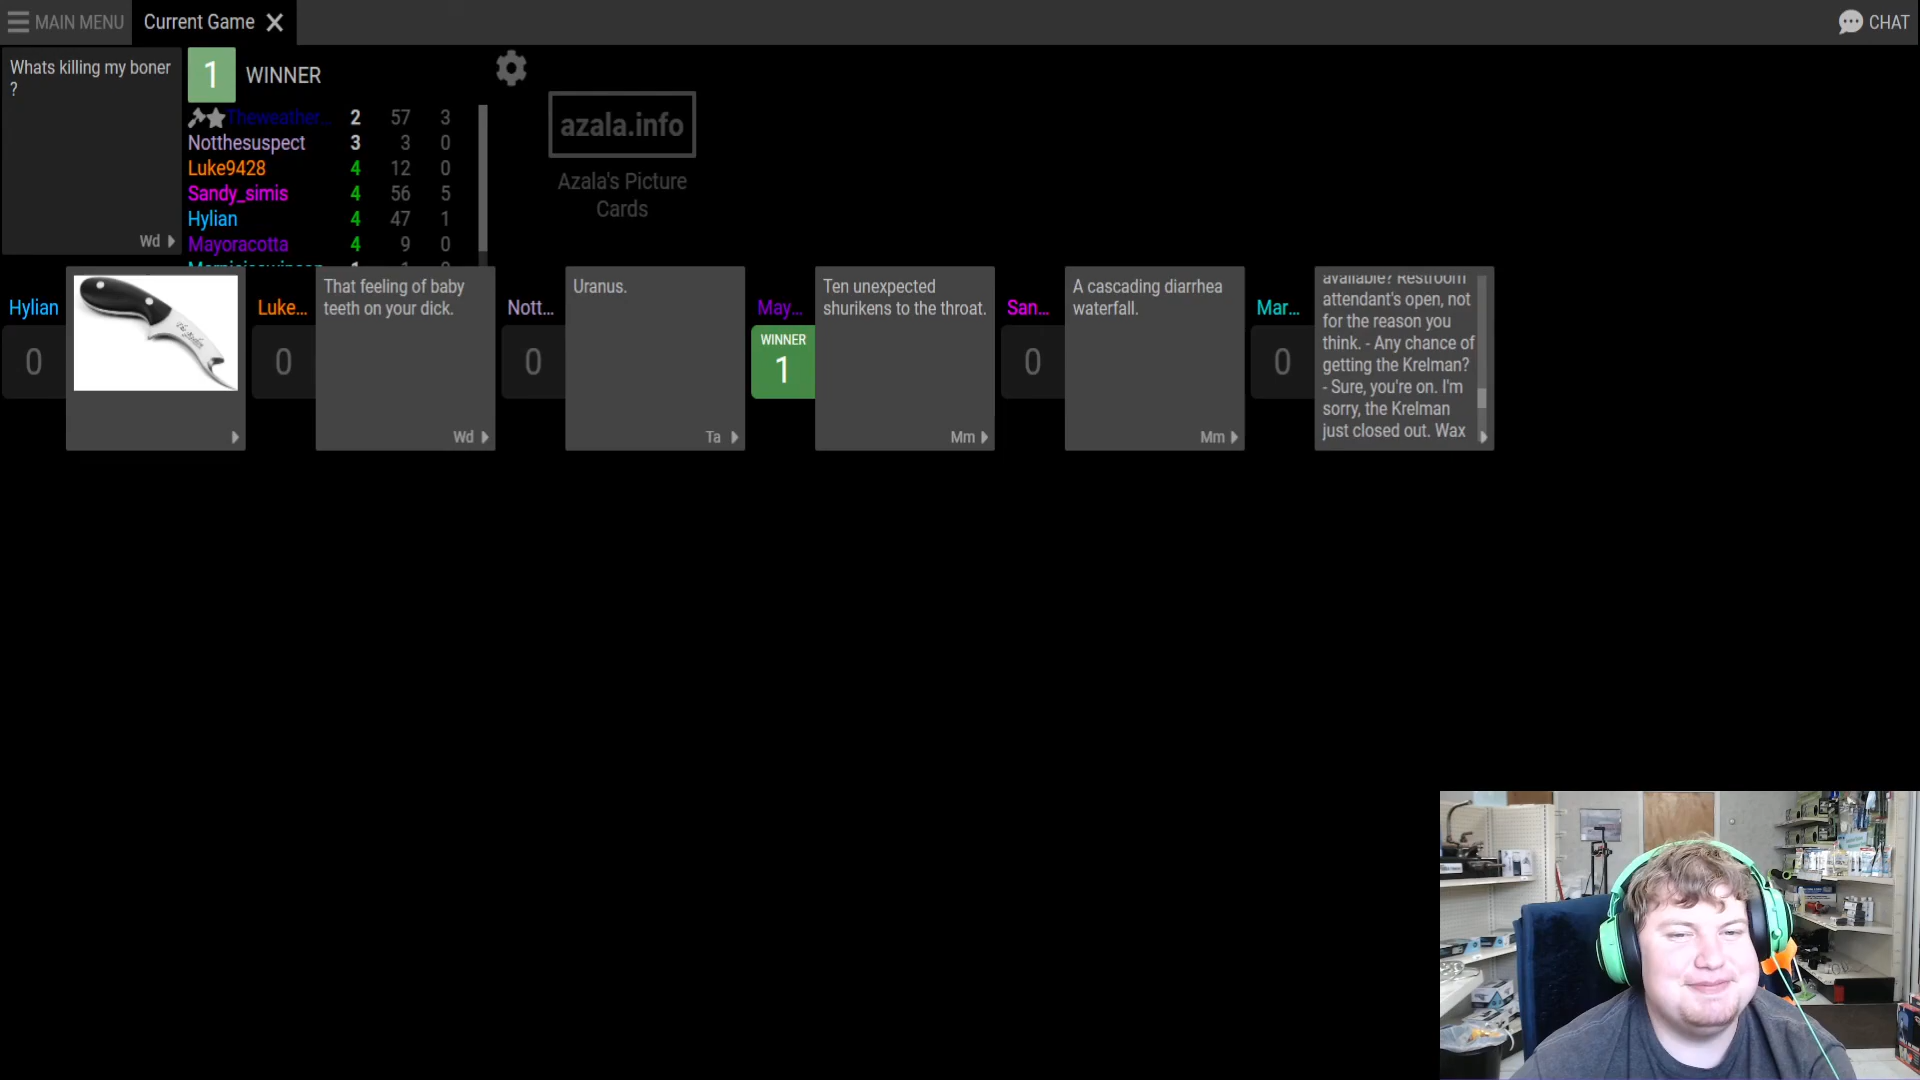 MAIN MENU
Current Game
CHAT
Whats killing my boner
?
Wd
1 WINNER
Theweather... 2 57 3
Notthesuspect 3 3 0
Luke9428 4 12 0
Sandy_simis 4 56 5
Hylian 4 47 1
Mayoracotta 4 9 0
azala.info
Azala's Picture
Cards
Hylian
0
Luke...
0
That feeling of baby
teeth on your dick.
Wd
Nott...
0
Uranus.
Ta
May...
WINNER
1
Ten unexpected
shurikens to the throat.
Mm
San...
0
A cascading diarrhea
waterfall.
Mm
Mar...
0
available? Restroom
attendant's open, not
for the reason you
think. - Any chance of
getting the Krelman?
- Sure, you're on. I'm
sorry, the Krelman
just closed out. Wax